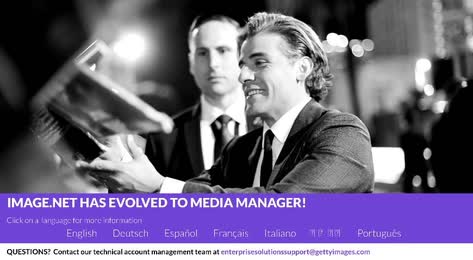 IMAGE.NET HAS EVOLVED TO MEDIA MANAGER!
Click on a language for more information
English Deutsch Español Français Italiano Português
QUESTIONS? Contact our technical account management team at enterprisesolutionssupport@gettyimages.com